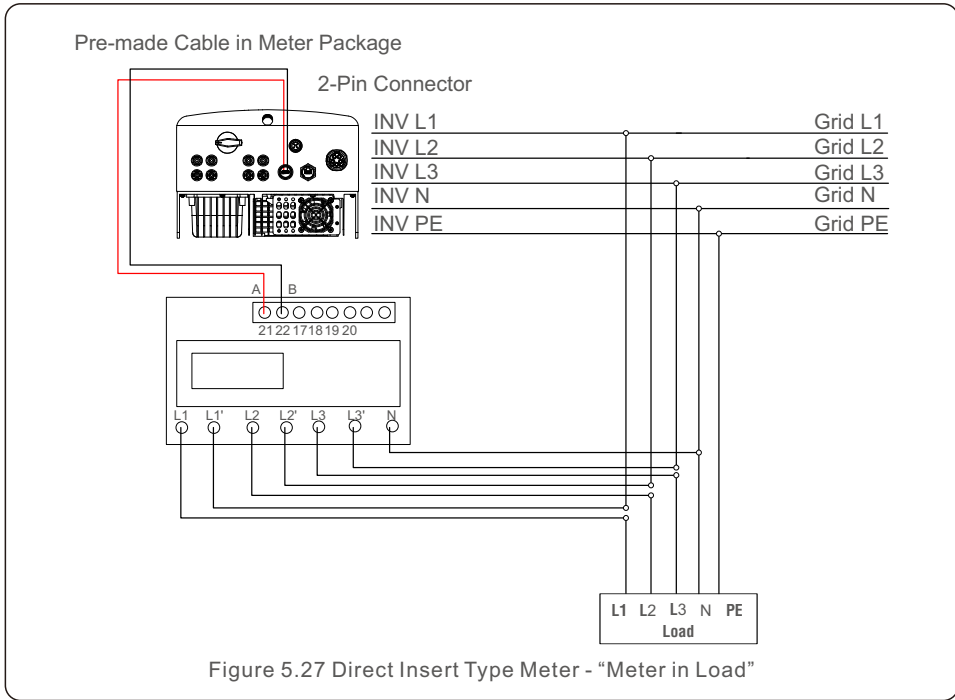 Pre-made Cable in Meter Package
2-Pin Connector
INV L1 Grid L1
INV L2 Grid L2
INV L3 Grid L3
INV N Grid N
INV PE Grid PE
A B
21 22 17 18 19 20
L1 L1' L2 L2' L3 L3' N
L1 L2 L3 N PE
Load
Figure 5.27 Direct Insert Type Meter - “Meter in Load”